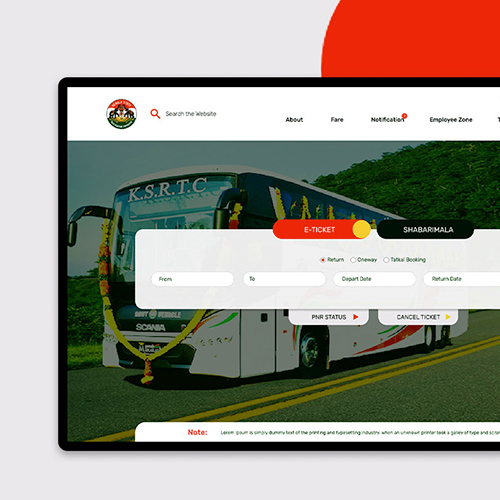 Search the Website
About Fare Notification Employee Zone
K.S.R.T.C
E-TICKET SHABARIMALA
Return Oneway Tatkal Booking
From To Depart Date Return Date
PNR STATUS CANCEL TICKET
GOVT VEHICLE
SCANIA
Note: Lorem Ipsum is simply dummy text of the printing and typesetting industry. when an unknown printer took a galley of type and